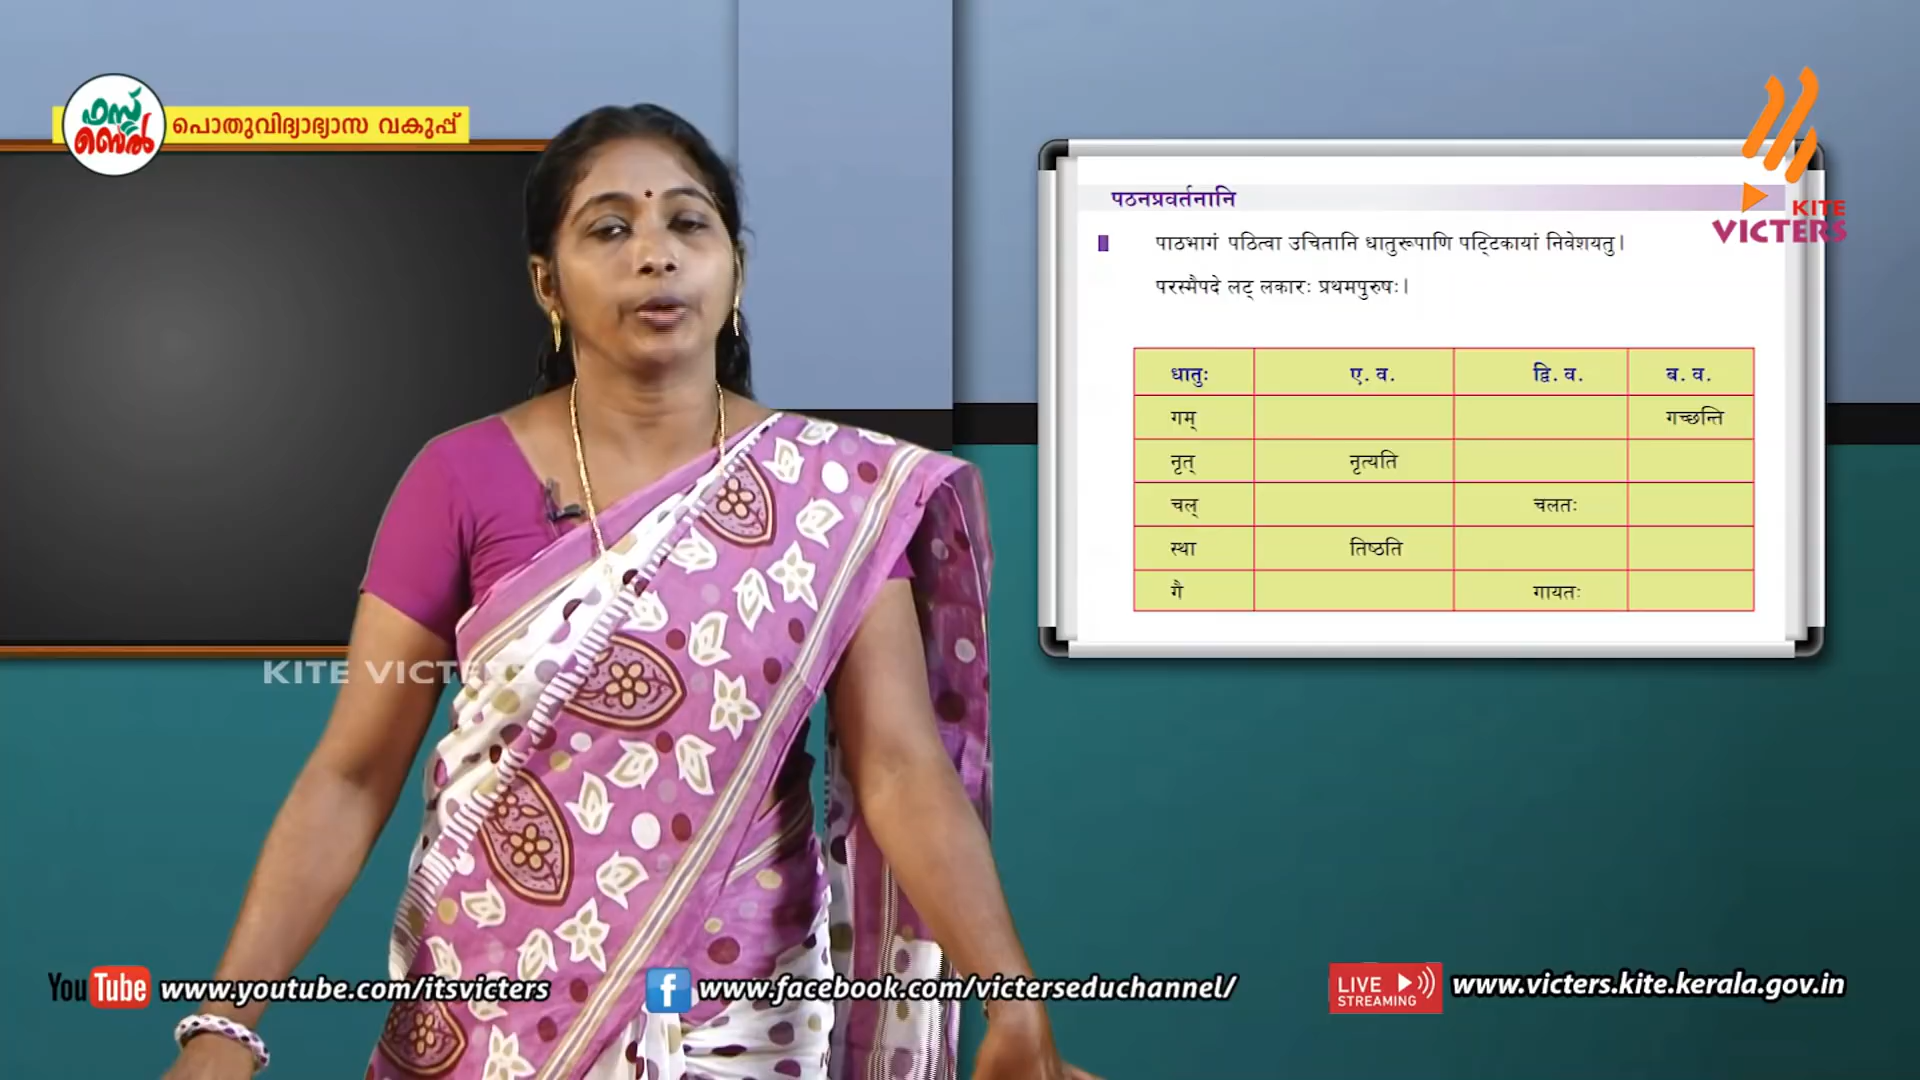 ഫസ്റ്റ്
ബെൽ
പൊതുവിദ്യാഭ്യാസ വകുപ്പ്
KITE
VICTERS
पठनप्रवर्तनानि
पाठभागं पठित्वा उचितानि धातुरूपाणि पट्टिकायां निवेशयतु।
परस्मैपदे लट् लकारः प्रथमपुरुषः।
धातुः ए. व. द्वि. व. ब. व.
गम् गच्छन्ति
नृत् नृत्यति
चल् चलतः
स्था तिष्ठति
गै गायतः
KITE VICTERS
YouTube www.youtube.com/itsvicters
f www.facebook.com/victerseduchannel/
LIVE
STREAMING
www.victers.kite.kerala.gov.in